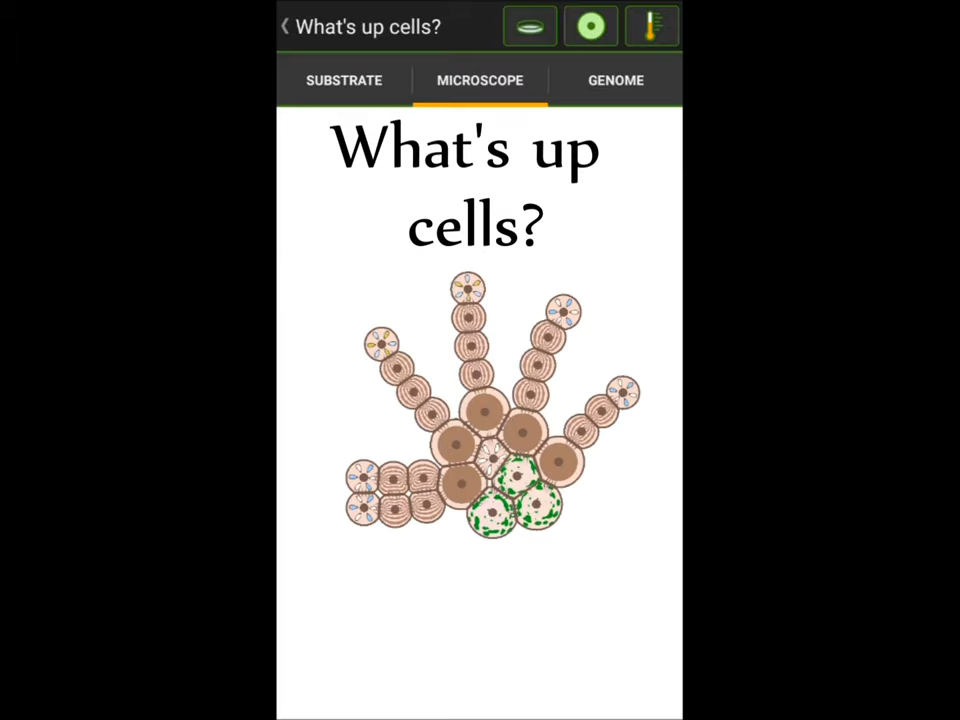 What's up cells?
SUBSTRATE
MICROSCOPE
GENOME
What's up
cells?